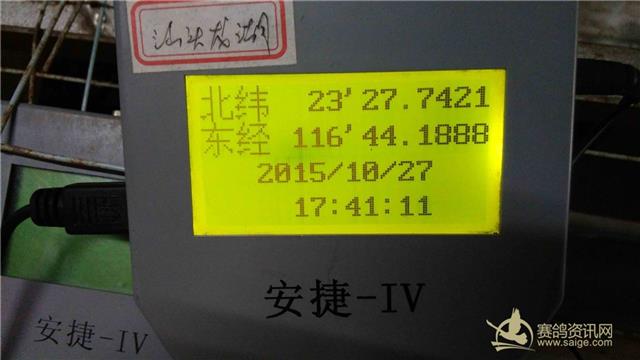 汕头龙湖
北纬 23'27.7421
东经 116'44.1888
2015/10/27
17:41:11
安捷-IV
安捷-IV
赛鸽资讯网
www.saige.com